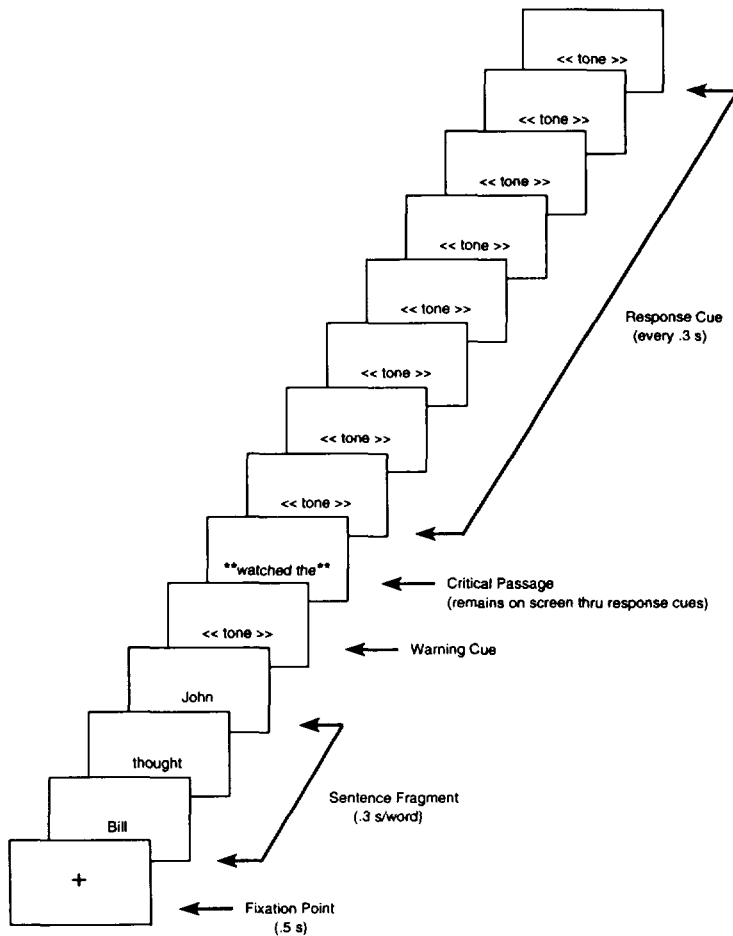 << tone >>
<< tone >>
<< tone >>
<< tone >>
<< tone >>
Response Cue
(every .3 s)
<< tone >>
<< tone >>
<< tone >>
**watched the**
Critical Passage
(remains on screen thru response cues)
<< tone >>
Warning Cue
John
thought
Sentence Fragment
(.3 s/word)
Bill
+
Fixation Point
(.5 s)